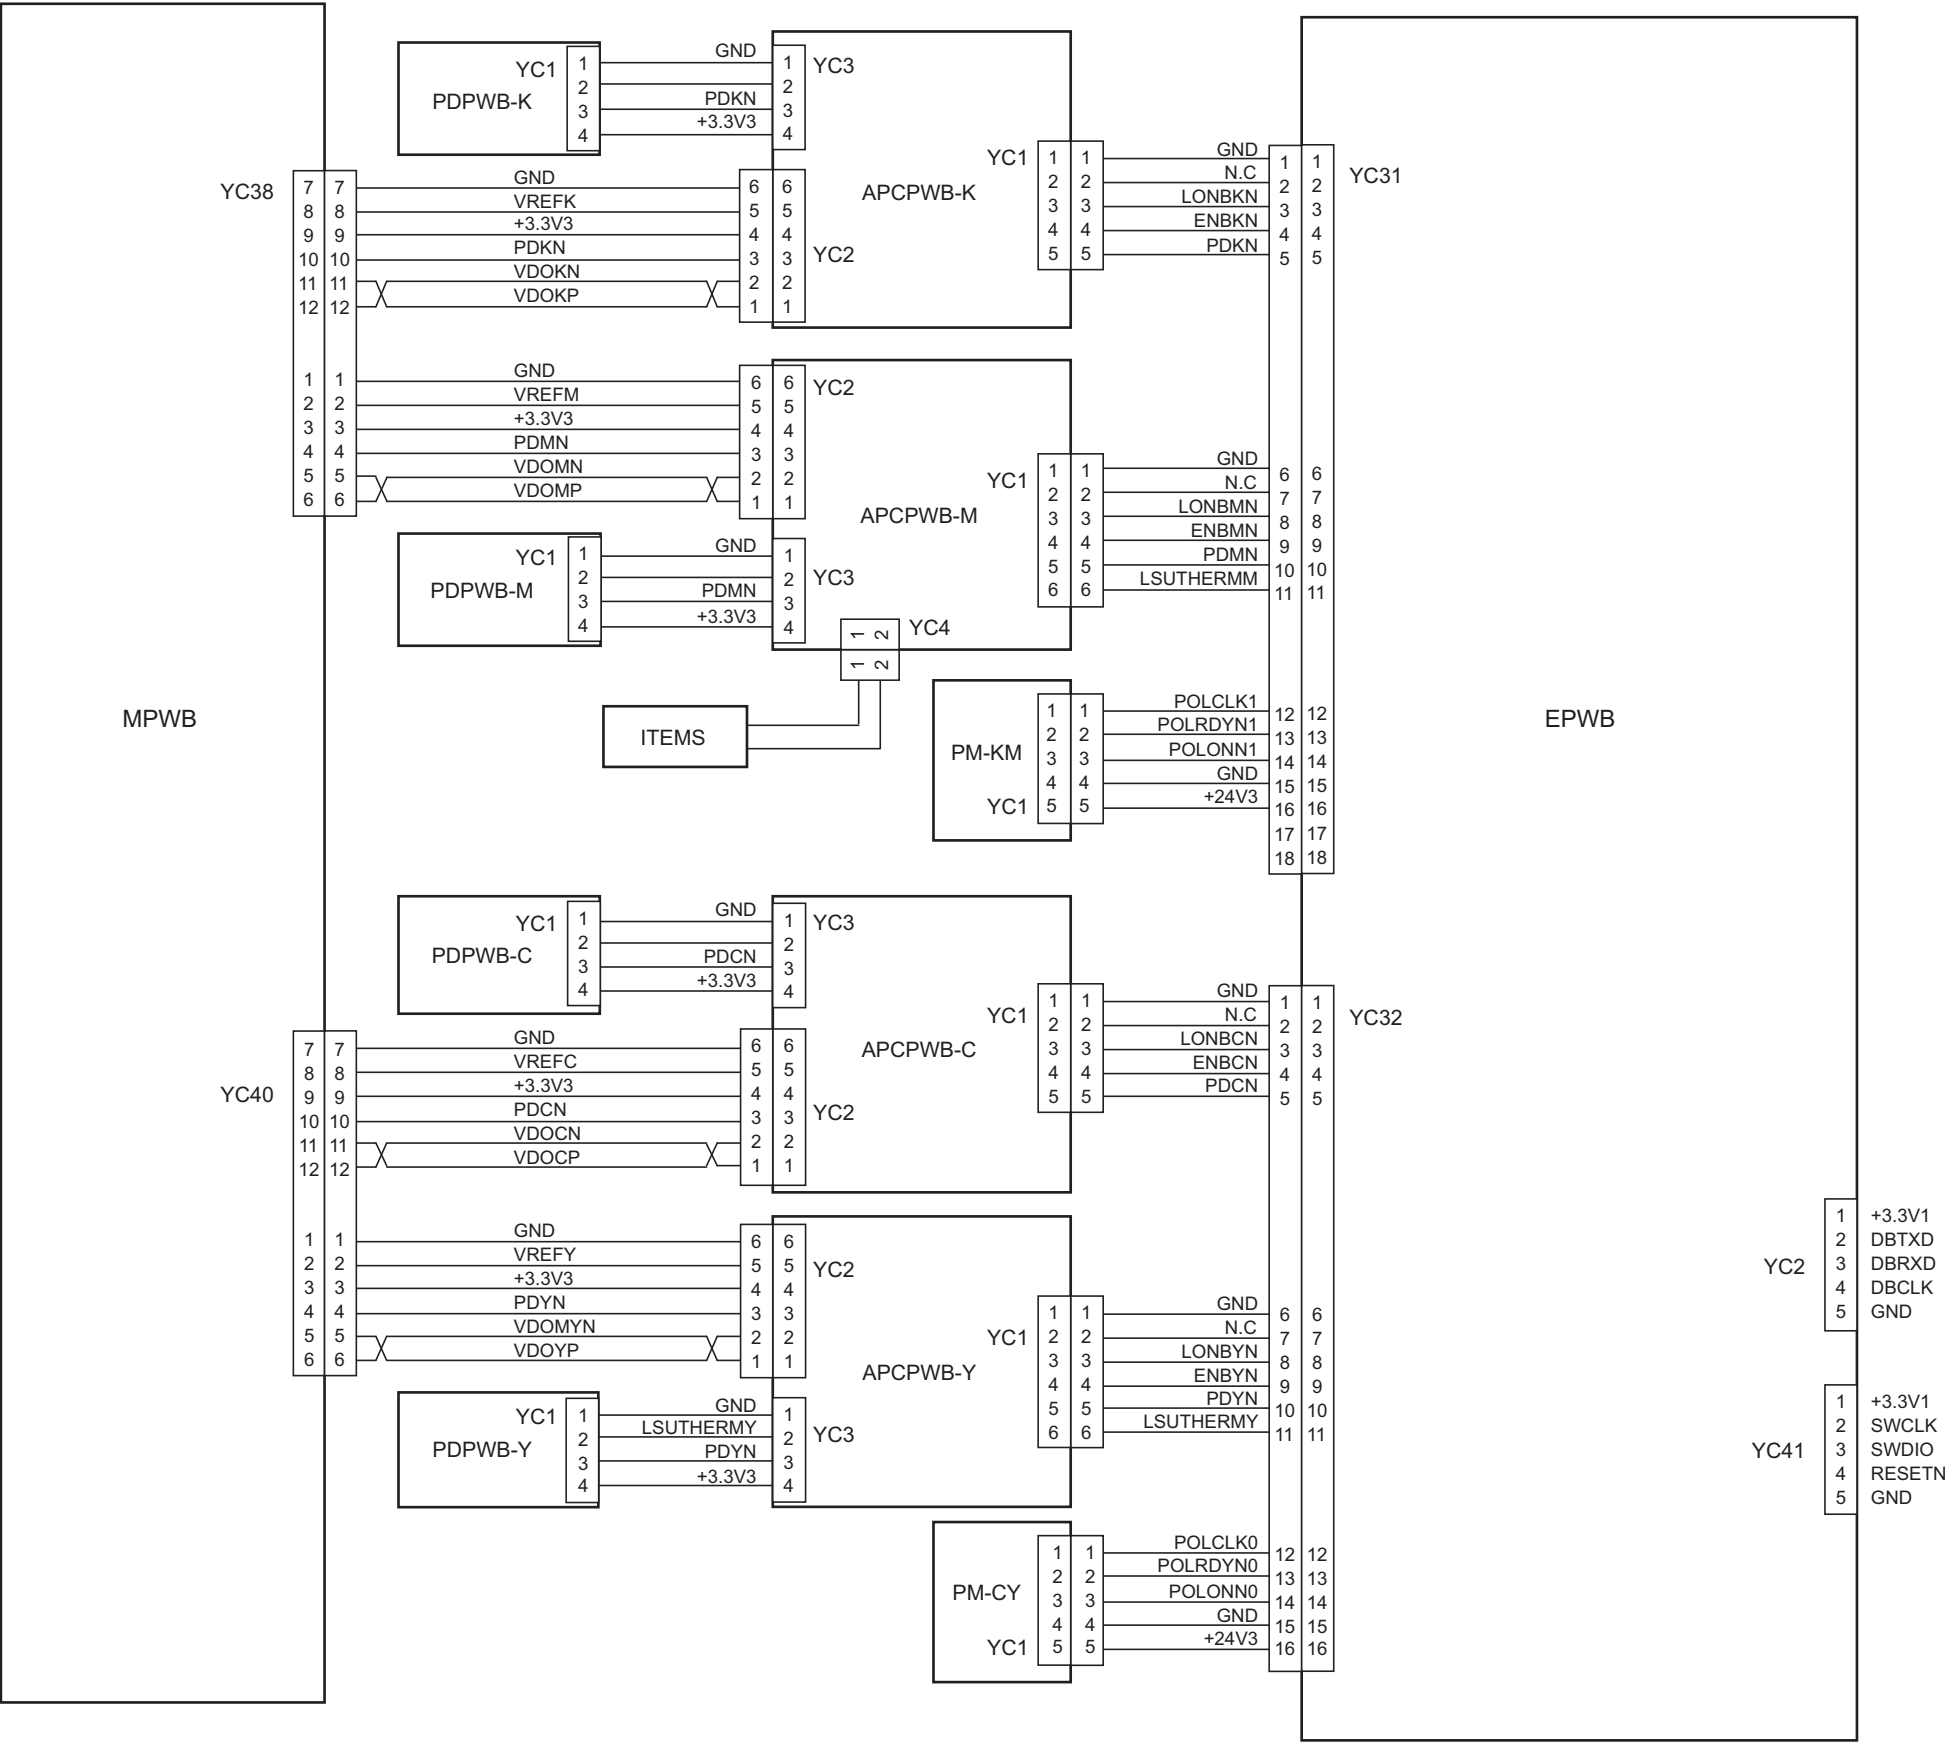 MPWB
EPWB
YC1
PDPWB-K
1
2
3
4
GND
PDKN
+3.3V3
1
2
3
4
YC3
APCPWB-K
YC38
7 7
8 8
9 9
10 10
11 11
12 12
GND
VREFK
+3.3V3
PDKN
VDOKN
VDOKP
6 6
5 5
4 4
3 3
2 2
1 1
YC2
YC1
1 1
2 2
3 3
4 4
5 5
GND
N.C
LONBKN
ENBKN
PDKN
1 1
2 2
3 3
4 4
5 5
YC31
1 1
2 2
3 3
4 4
5 5
6 6
GND
VREFM
+3.3V3
PDMN
VDOMN
VDOMP
6 6
5 5
4 4
3 3
2 2
1 1
YC2
APCPWB-M
YC1
1 1
2 2
3 3
4 4
5 5
6 6
GND
N.C
LONBMN
ENBMN
PDMN
LSUTHERMM
6 6
7 7
8 8
9 9
10 10
11 11
YC1
PDPWB-M
1
2
3
4
GND
PDMN
+3.3V3
1
2
3
4
YC3
1 2
1 2
YC4
ITEMS
PM-KM
YC1
1 1
2 2
3 3
4 4
5 5
POLCLK1
POLRDYN1
POLONN1
GND
+24V3
12 12
13 13
14 14
15 15
16 16
17 17
18 18
YC1
PDPWB-C
1
2
3
4
GND
PDCN
+3.3V3
1
2
3
4
YC3
APCPWB-C
YC40
7 7
8 8
9 9
10 10
11 11
12 12
GND
VREFC
+3.3V3
PDCN
VDOCN
VDOCP
6 6
5 5
4 4
3 3
2 2
1 1
YC2
YC1
1 1
2 2
3 3
4 4
5 5
GND
N.C
LONBCN
ENBCN
PDCN
1 1
2 2
3 3
4 4
5 5
YC32
1 1
2 2
3 3
4 4
5 5
6 6
GND
VREFY
+3.3V3
PDYN
VDOMYN
VDOYP
6 6
5 5
4 4
3 3
2 2
1 1
YC2
APCPWB-Y
YC1
1 1
2 2
3 3
4 4
5 5
6 6
GND
N.C
LONBYN
ENBYN
PDYN
LSUTHERMY
6 6
7 7
8 8
9 9
10 10
11 11
YC1
PDPWB-Y
1
2
3
4
GND
LSUTHERMY
PDYN
+3.3V3
1
2
3
4
YC3
PM-CY
YC1
1 1
2 2
3 3
4 4
5 5
POLCLK0
POLRDYN0
POLONN0
GND
+24V3
12 12
13 13
14 14
15 15
16 16
YC2
1 +3.3V1
2 DBTXD
3 DBRXD
4 DBCLK
5 GND
YC41
1 +3.3V1
2 SWCLK
3 SWDIO
4 RESETN
5 GND